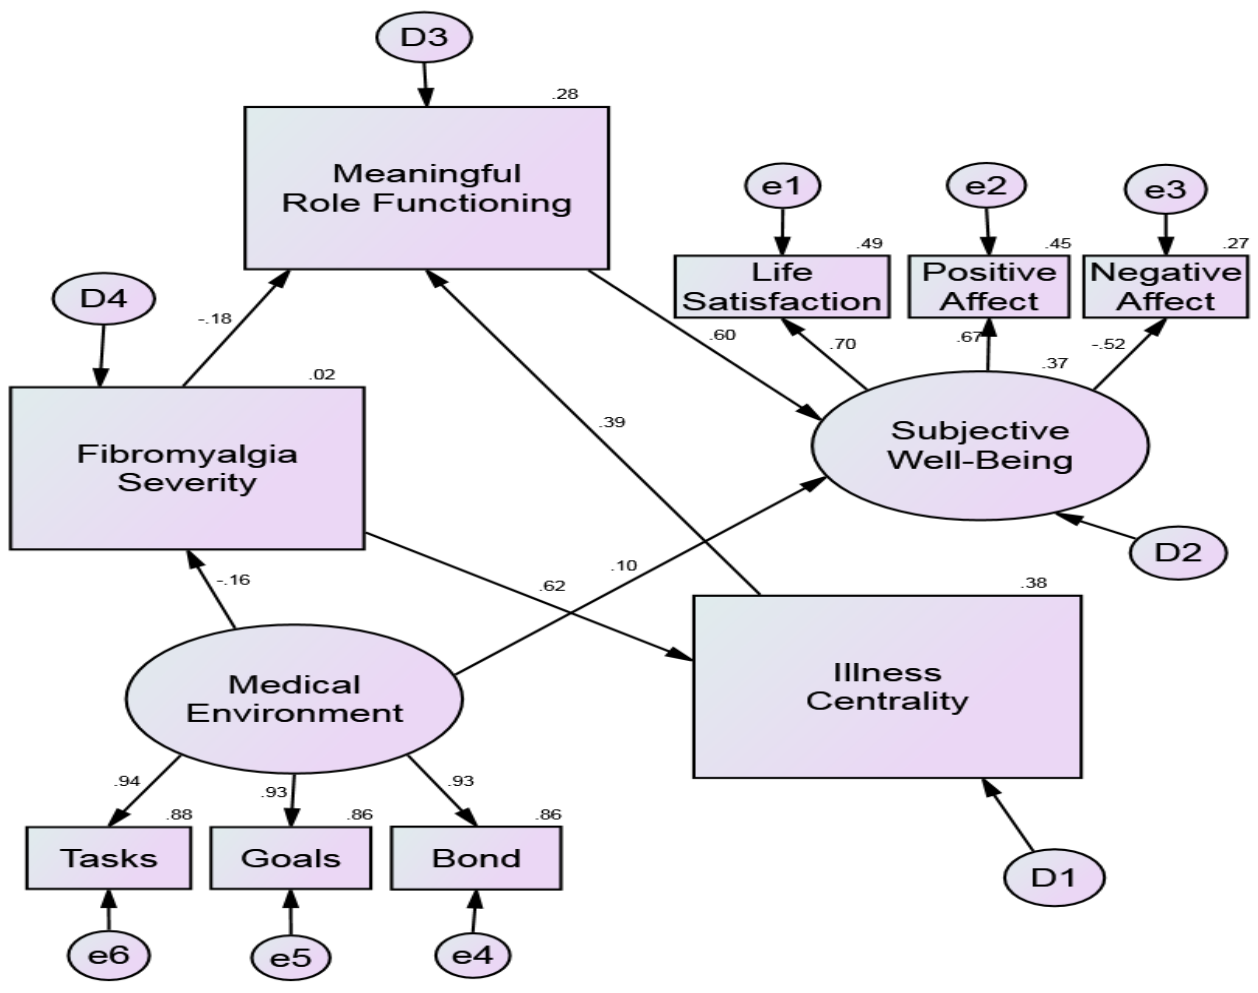 D3
.28
Meaningful
Role Functioning
e1
e2
e3
.49
.45
.27
Life
Satisfaction
Positive
Affect
Negative
Affect
D4
-.18
.60
.70
.67
-.52
.37
.02
.39
Subjective
Well-Being
Fibromyalgia
Severity
D2
-.16
.62
.10
.38
Medical
Environment
Illness
Centrality
.94
.93
.93
.88
.86
.86
Tasks
Goals
Bond
D1
e6
e5
e4